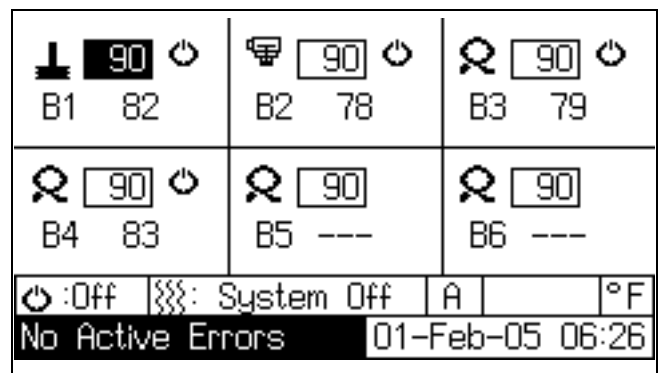 90 90 90
B1 82 B2 78 B3 79
90 90 90
B4 83 B5 --- B6 ---
:Off : System Off A °F
No Active Errors 01-Feb-05 06:26